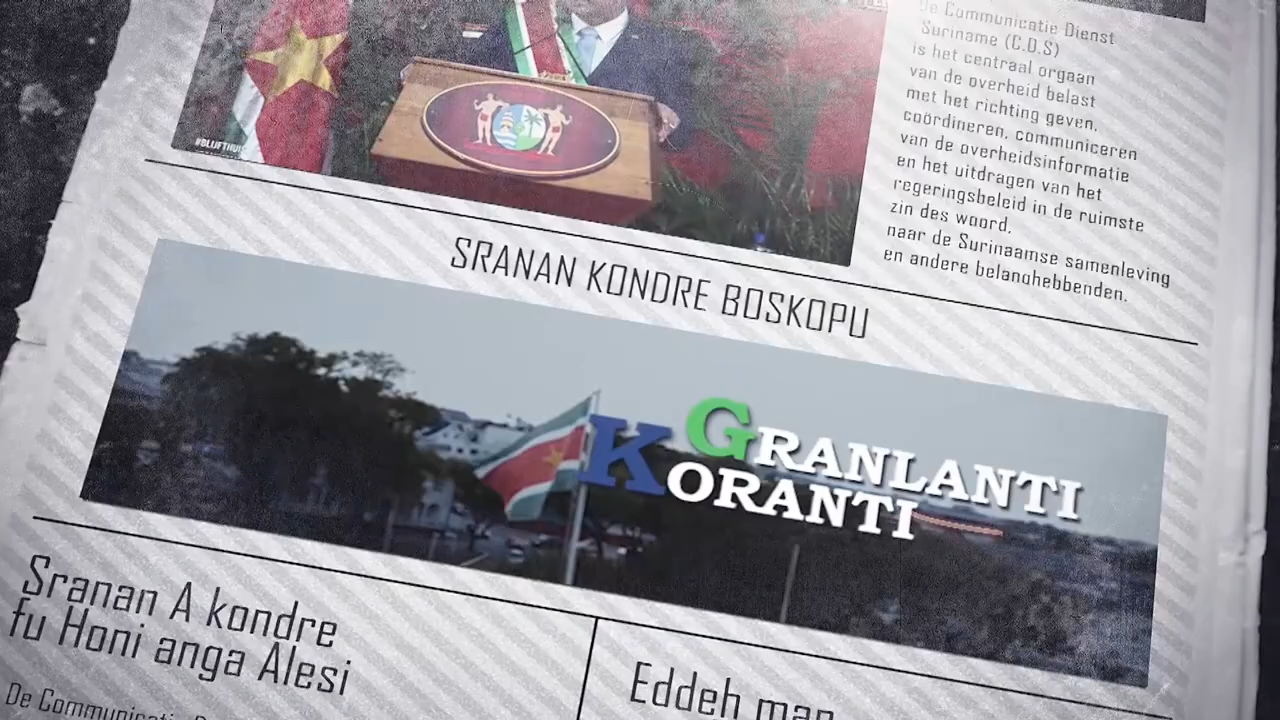 De Communicatie Dienst
Suriname (C.D.S)
is het centraal orgaan
van de overheid belast
met het richting geven,
coördineren, communiceren
van de overheidsinformatie
en het uitdragen van het
regeringsbeleid in de ruimste
zin des woord,
naar de Surinaamse samenleving
en andere belanghebbenden.
SRANAN KONDRE BOSKOPU
GRANLANTI
KORANTI
Sranan A kondre
fu Honi anga Alesi
Eddeh man
De